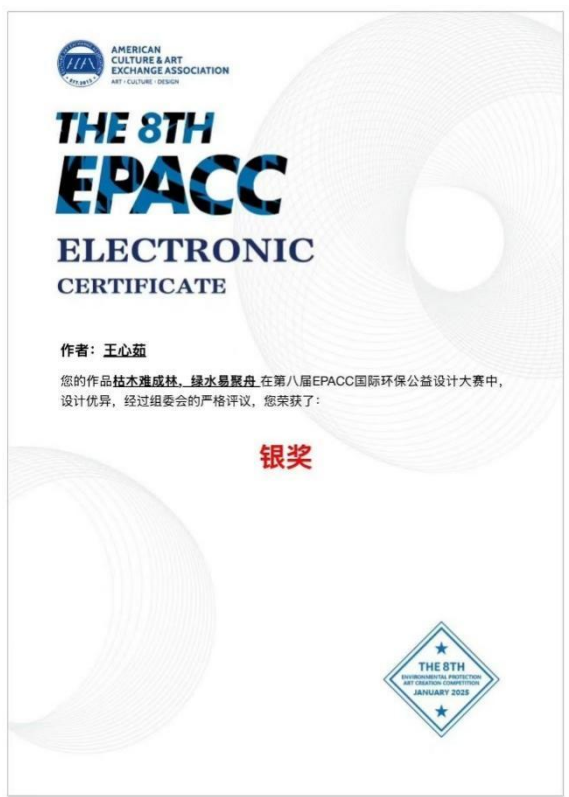 AMERICAN
CULTURE & ART
EXCHANGE ASSOCIATION
ART · CULTURE · DESIGN
THE 8TH
EPACC
ELECTRONIC
CERTIFICATE
作者：王心茹
您的作品枯木难成林，绿水易聚舟 在第八届EPACC国际环保公益设计大赛中，
设计优异，经过组委会的严格评议，您荣获了：
银奖
THE 8TH
ENVIRONMENTAL PROTECTION
ART CREATION COMPETITION
JANUARY 2025